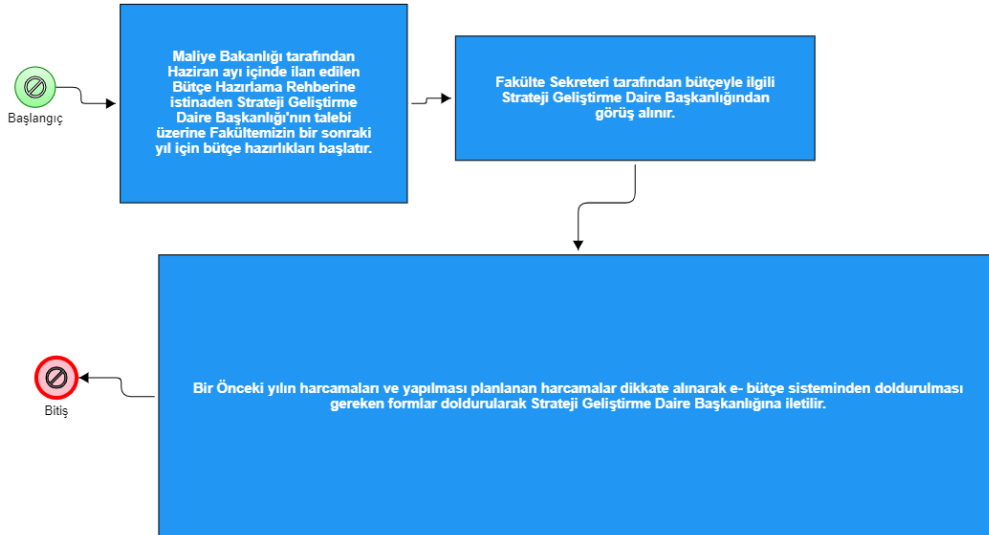 Başlangıç
Maliye Bakanlığı tarafından
Haziran ayı içinde ilan edilen
Bütçe Hazırlama Rehberine
istinaden Strateji Geliştirme
Daire Başkanlığı'nın talebi
üzerine Fakültemizin bir sonraki
yıl için bütçe hazırlıkları başlatır.
Fakülte Sekreteri tarafından bütçeyle ilgili
Strateji Geliştirme Daire Başkanlığından
görüş alınır.
Bir Önceki yılın harcamaları ve yapılması planlanan harcamalar dikkate alınarak e- bütçe sisteminden doldurulması
gereken formlar doldurularak Strateji Geliştirme Daire Başkanlığına iletilir.
Bitiş